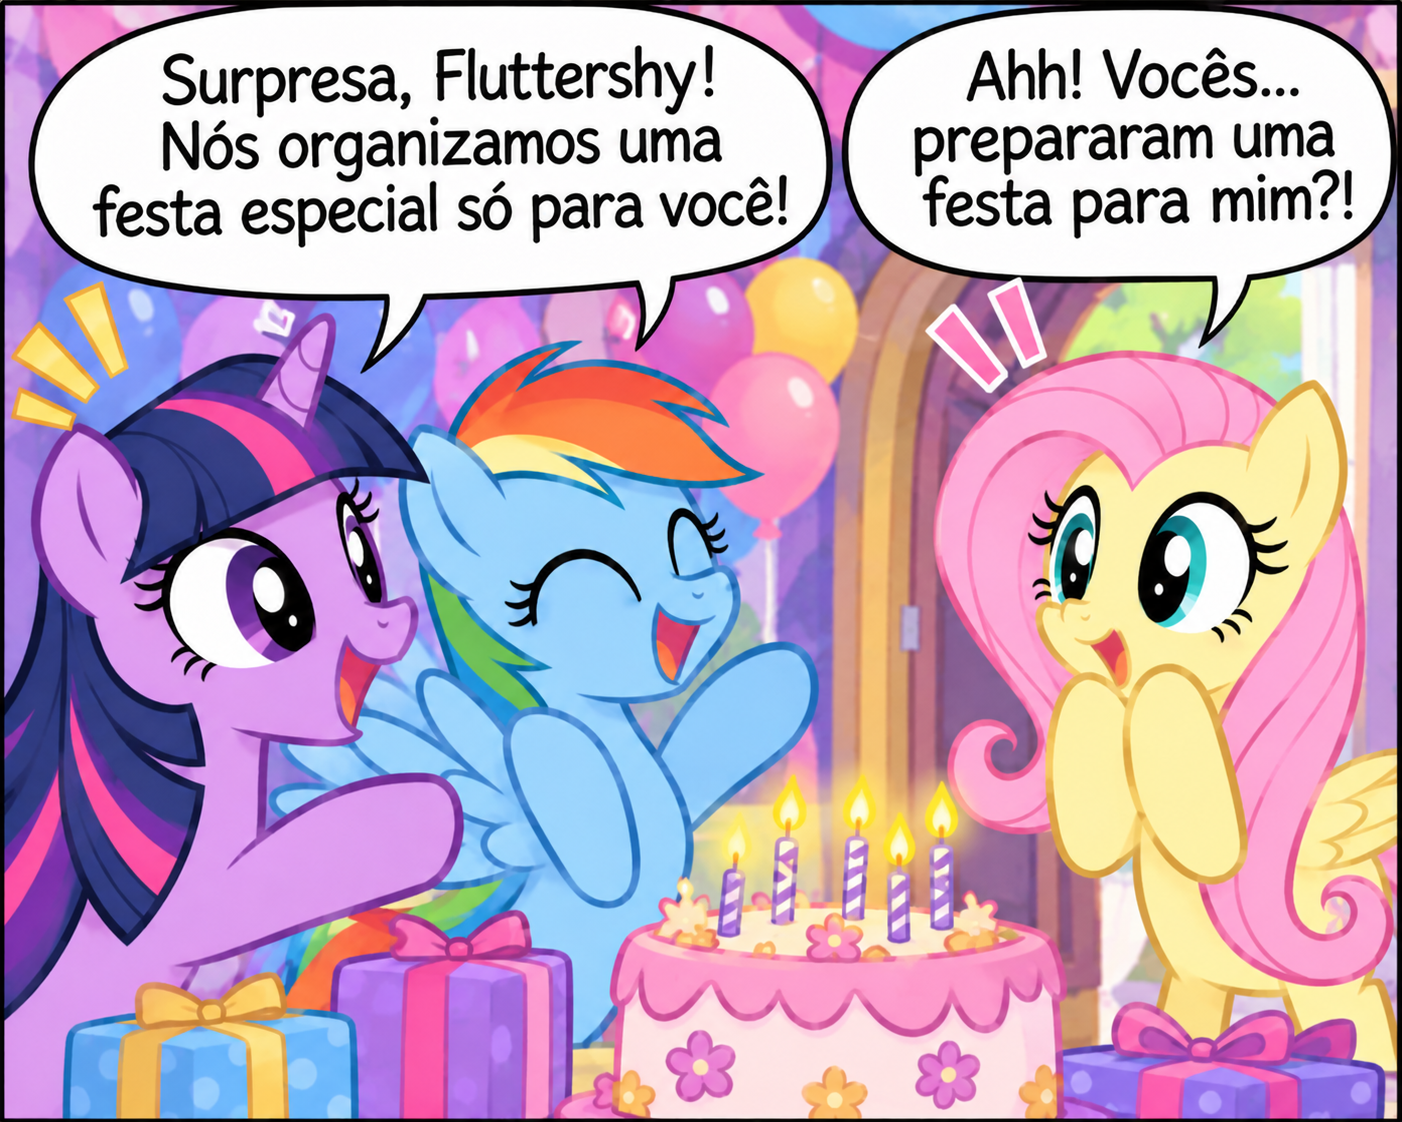 Surpresa, Fluttershy!
Nós organizamos uma
festa especial só para você!
Ahh! Vocês...
prepararam uma
festa para mim?!